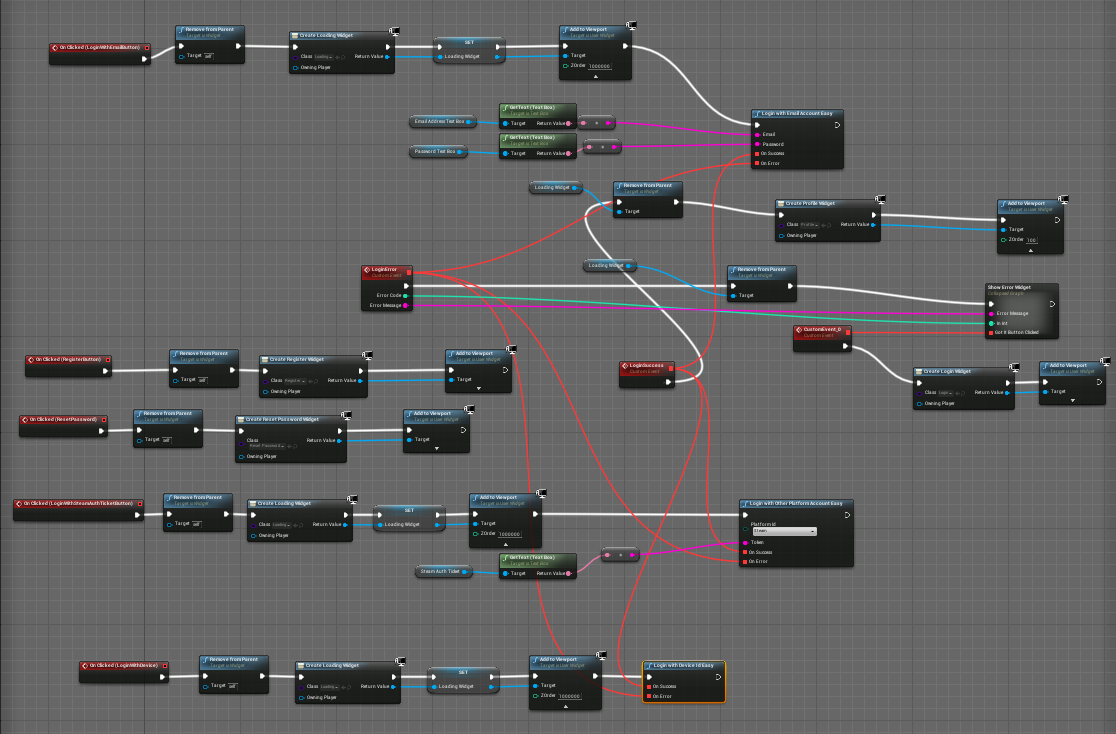 On Clicked (LoginWithEmailButton)
Remove from Parent
Target is Widget
Target self
Create Loading Widget
Class Loading
Return Value
Owning Player
SET
Loading Widget
Add to Viewport
Target is User Widget
Target
ZOrder 1000000
Email Address Text Box
GetText (Text Box)
Target is Text Box
Target Return Value
Password Text Box
GetText (Text Box)
Target is Text Box
Target Return Value
Login with Email Account Easy
Email
Password
On Success
On Error
Loading Widget
Remove from Parent
Target is Widget
Target
Create Profile Widget
Class Profile
Return Value
Owning Player
Add to Viewport
Target is User Widget
Target
ZOrder 100
LoginError
Custom Event
Error Code
Error Message
Loading Widget
Remove from Parent
Target is Widget
Target
Show Error Widget
Collapsed Graph
Error Message
In Int
Got It Button Clicked
CustomEvent_0
Custom Event
Create Login Widget
Class Login
Return Value
Owning Player
Add to Viewport
Target is User Widget
Target
LoginSuccess
Custom Event
On Clicked (RegisterButton)
Remove from Parent
Target is Widget
Target self
Create Register Widget
Class Register
Return Value
Owning Player
Add to Viewport
Target is User Widget
Target
On Clicked (ResetPassword)
Remove from Parent
Target is Widget
Target self
Create Reset Password Widget
Class
Reset Password
Return Value
Owning Player
Add to Viewport
Target is User Widget
Target
On Clicked (LoginWithSteamAuthTicketButton)
Remove from Parent
Target is Widget
Target self
Create Loading Widget
Class Loading
Return Value
Owning Player
SET
Loading Widget
Add to Viewport
Target is User Widget
Target
ZOrder 1000000
Steam Auth Ticket
GetText (Text Box)
Target is Text Box
Target Return Value
Login with Other Platform Account Easy
Platform Id
Steam
Token
On Success
On Error
On Clicked (LoginWithDevice)
Remove from Parent
Target is Widget
Target self
Create Loading Widget
Class Loading
Return Value
Owning Player
SET
Loading Widget
Add to Viewport
Target is User Widget
Target
ZOrder 1000000
Login with Device Id Easy
On Success
On Error